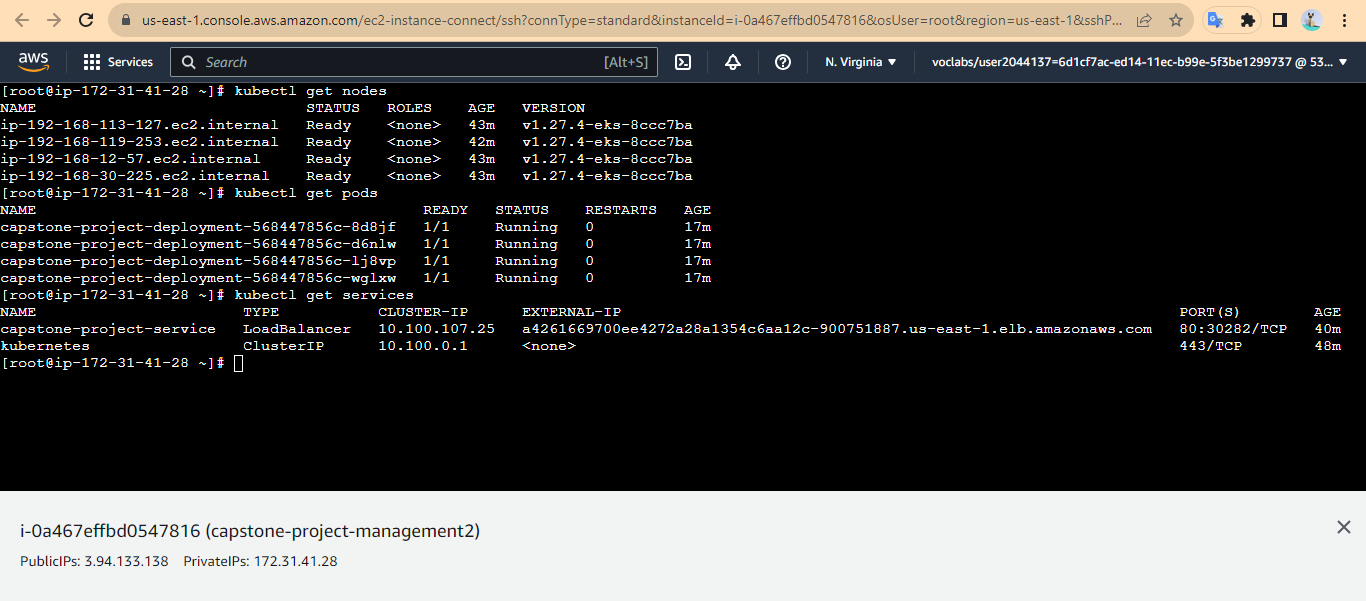 us-east-1.console.aws.amazon.com/ec2-instance-connect/ssh?connType=standard&instanceId=i-0a467effbd0547816&osUser=root&region=us-east-1&sshP...
aws Services Search [Alt+S] N. Virginia voclabs/user2044137=6d1cf7ac-ed14-11ec-b99e-5f3be1299737 @ 53...
[root@ip-172-31-41-28 ~]# kubectl get nodes
NAME STATUS ROLES AGE VERSION
ip-192-168-113-127.ec2.internal Ready <none> 43m v1.27.4-eks-8ccc7ba
ip-192-168-119-253.ec2.internal Ready <none> 42m v1.27.4-eks-8ccc7ba
ip-192-168-12-57.ec2.internal Ready <none> 43m v1.27.4-eks-8ccc7ba
ip-192-168-30-225.ec2.internal Ready <none> 43m v1.27.4-eks-8ccc7ba
[root@ip-172-31-41-28 ~]# kubectl get pods
NAME READY STATUS RESTARTS AGE
capstone-project-deployment-568447856c-8d8jf 1/1 Running 0 17m
capstone-project-deployment-568447856c-d6nlw 1/1 Running 0 17m
capstone-project-deployment-568447856c-lj8vp 1/1 Running 0 17m
capstone-project-deployment-568447856c-wglxw 1/1 Running 0 17m
[root@ip-172-31-41-28 ~]# kubectl get services
NAME TYPE CLUSTER-IP EXTERNAL-IP PORT(S) AGE
capstone-project-service LoadBalancer 10.100.107.25 a4261669700ee4272a28a1354c6aa12c-900751887.us-east-1.elb.amazonaws.com 80:30282/TCP 40m
kubernetes ClusterIP 10.100.0.1 <none> 443/TCP 48m
[root@ip-172-31-41-28 ~]#
i-0a467effbd0547816 (capstone-project-management2)
PublicIPs: 3.94.133.138 PrivateIPs: 172.31.41.28